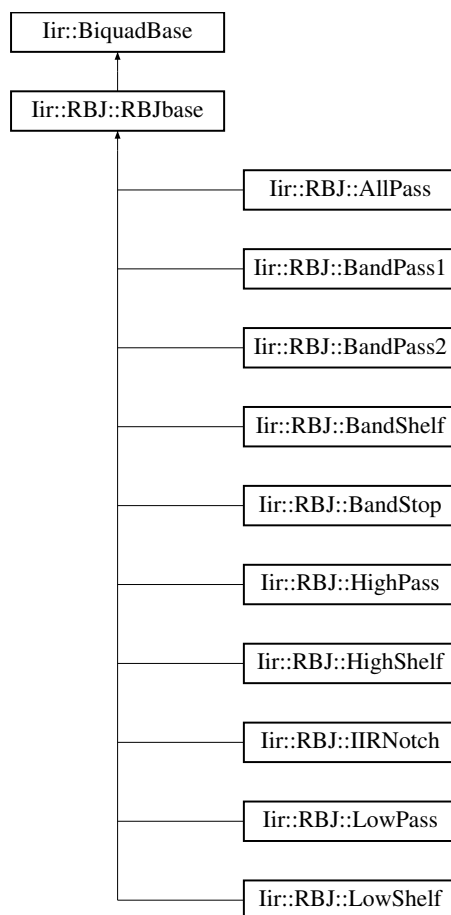 Iir::BiquadBase
Iir::RBJ::RBJbase
Iir::RBJ::AllPass
Iir::RBJ::BandPass1
Iir::RBJ::BandPass2
Iir::RBJ::BandShelf
Iir::RBJ::BandStop
Iir::RBJ::HighPass
Iir::RBJ::HighShelf
Iir::RBJ::IIRNotch
Iir::RBJ::LowPass
Iir::RBJ::LowShelf